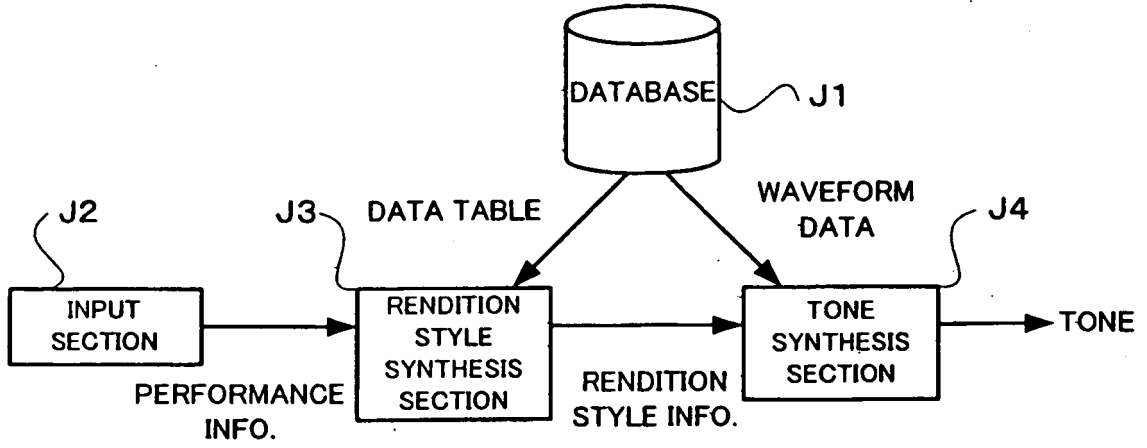 DATABASE
J1
J2
J3
DATA TABLE
WAVEFORM
DATA
J4
INPUT
SECTION
RENDITION
STYLE
SYNTHESIS
SECTION
TONE
SYNTHESIS
SECTION
TONE
PERFORMANCE
INFO.
RENDITION
STYLE INFO.